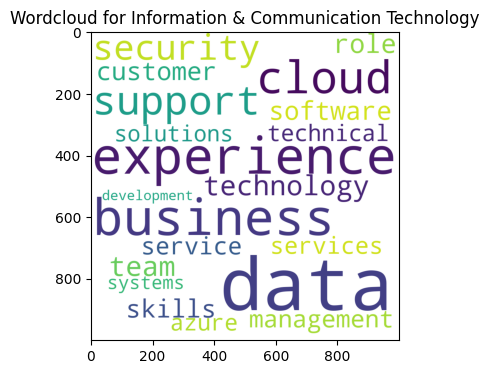 Wordcloud for Information & Communication Technology
0
200
400
600
800
0
200
400
600
800
security
role
customer
cloud
support
software
solutions
technical
experience
technology
development
business
service
services
team
data
systems
skills
azure
management